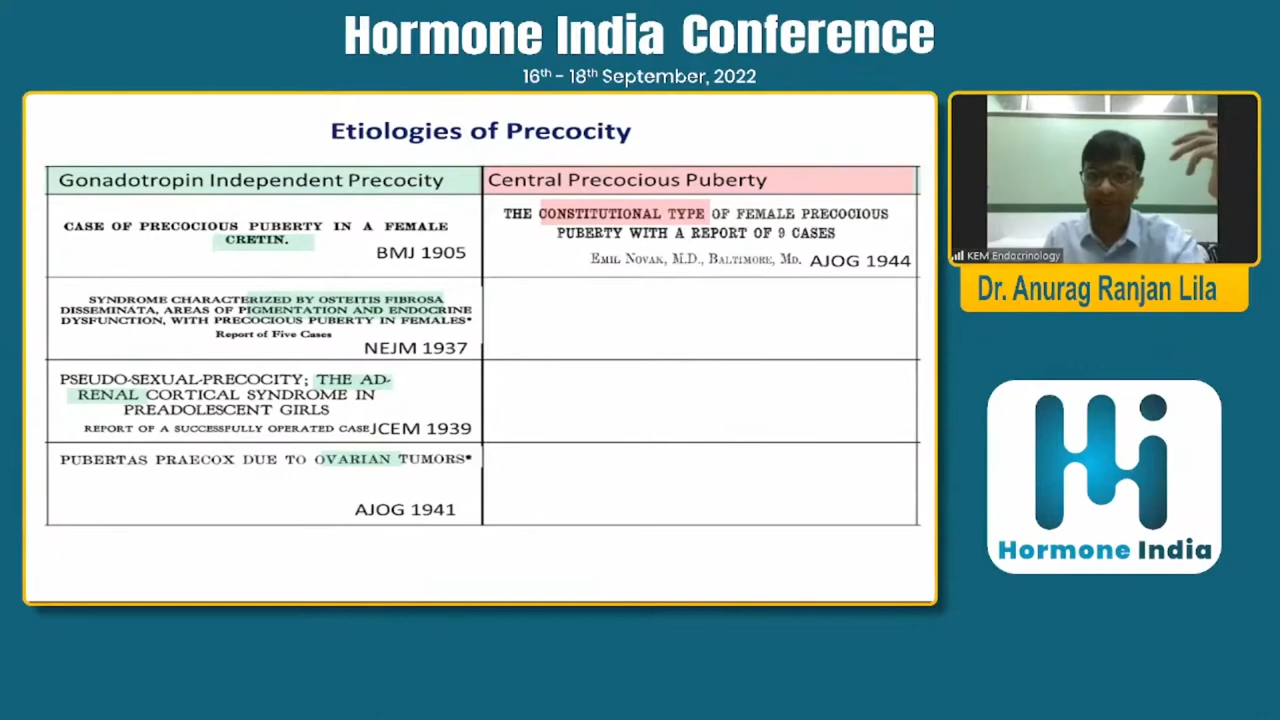 Hormone India Conference
16th - 18th September, 2022
Etiologies of Precocity
Gonadotropin Independent Precocity
Central Precocious Puberty
CASE OF PRECOCIOUS PUBERTY IN A FEMALE
CRETIN.
BMJ 1905
THE CONSTITUTIONAL TYPE OF FEMALE PRECOCIOUS
PUBERTY WITH A REPORT OF 9 CASES
EMIL NOVAK, M.D., BALTIMORE, MD. AJOG 1944
SYNDROME CHARACTERIZED BY OSTEITIS FIBROSA
DISSEMINATA, AREAS OF PIGMENTATION AND ENDOCRINE
DYSFUNCTION, WITH PRECOCIOUS PUBERTY IN FEMALES*
Report of Five Cases
NEJM 1937
PSEUDO-SEXUAL-PRECOCITY; THE AD-
RENAL CORTICAL SYNDROME IN
PREADOLESCENT GIRLS
REPORT OF A SUCCESSFULLY OPERATED CASE JCEM 1939
PUBERTAS PRAECOX DUE TO OVARIAN TUMORS*
AJOG 1941
KEM Endocrinology
Dr. Anurag Ranjan Lila
Hormone India